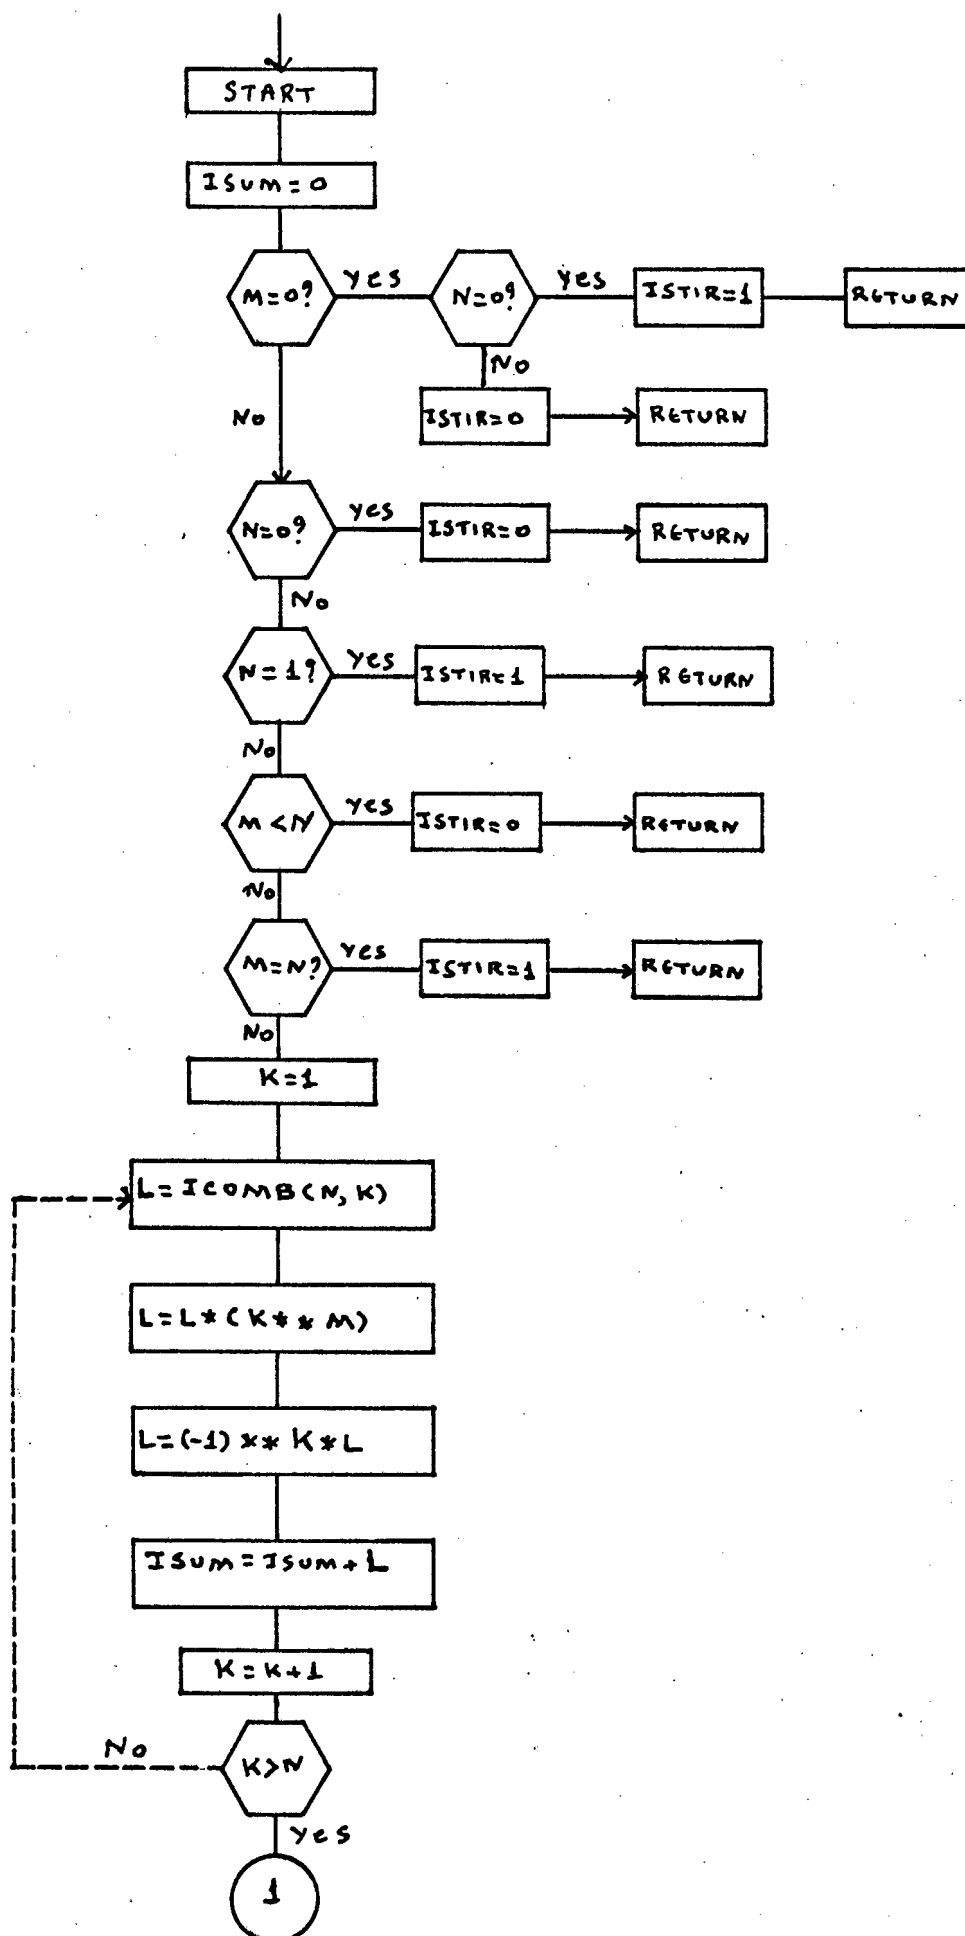 START
ISUM=0
M=0?
YES
N=0?
YES
ISTIR=1
RETURN
NO
ISTIR=0
RETURN
NO
N=0?
YES
ISTIR=0
RETURN
NO
N=1?
YES
ISTIR=1
RETURN
NO
M<N
YES
ISTIR=0
RETURN
NO
M=N?
YES
ISTIR=1
RETURN
NO
K=1
L=ICOMB(N,K)
L=L*(K**M)
L=(-1)**K*L
ISUM=ISUM+L
K=K+1
K>N
NO
YES
1